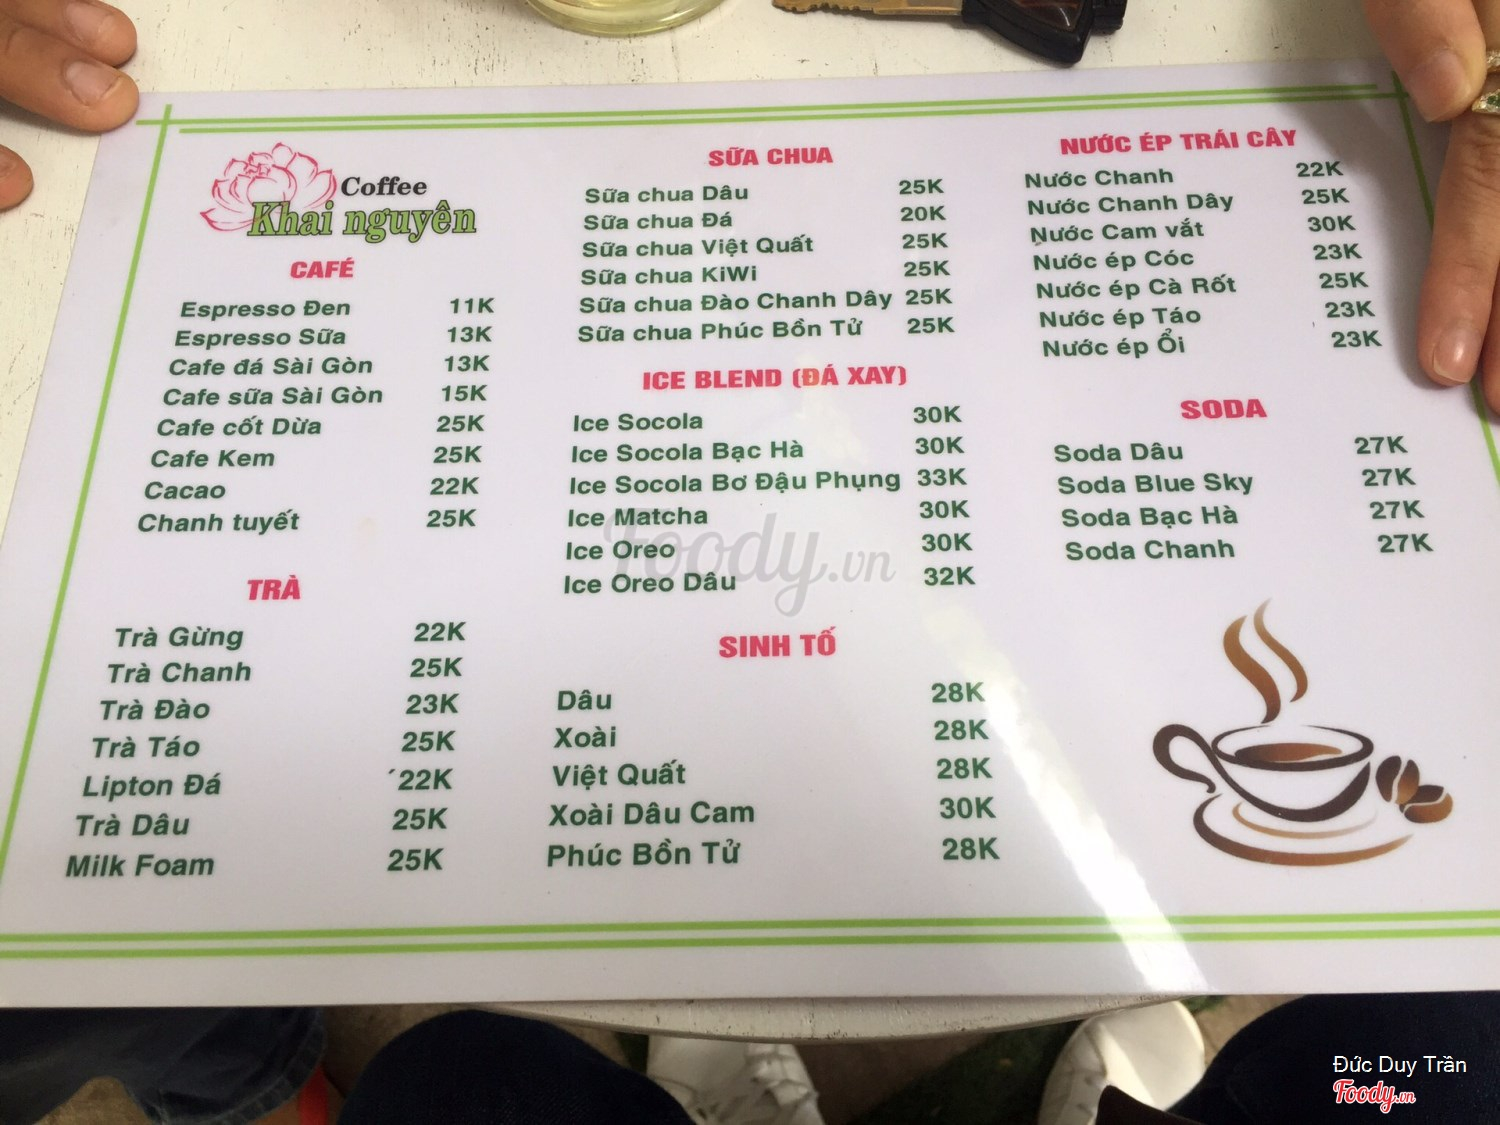 Coffee
Khai nguyên
CAFÉ
Espresso Đen 11K
Espresso Sữa 13K
Cafe đá Sài Gòn 13K
Cafe sữa Sài Gòn 15K
Cafe cốt Dừa 25K
Cafe Kem 25K
Cacao 22K
Chanh tuyết 25K
TRÀ
Trà Gừng 22K
Trà Chanh 25K
Trà Đào 23K
Trà Táo 25K
Lipton Đá 22K
Trà Dâu 25K
Milk Foam 25K
SỮA CHUA
Sữa chua Dâu 25K
Sữa chua Đá 20K
Sữa chua Việt Quất 25K
Sữa chua KiWi 25K
Sữa chua Đào Chanh Dây 25K
Sữa chua Phúc Bồn Tử 25K
ICE BLEND (ĐÁ XAY)
Ice Socola 30K
Ice Socola Bạc Hà 30K
Ice Socola Bơ Đậu Phụng 33K
Ice Matcha 30K
Ice Oreo 30K
Ice Oreo Dâu 32K
SINH TỐ
Dâu 28K
Xoài 28K
Việt Quất 28K
Xoài Dâu Cam 30K
Phúc Bồn Tử 28K
NƯỚC ÉP TRÁI CÂY
Nước Chanh 22K
Nước Chanh Dây 25K
Nước Cam vắt 30K
Nước ép Cóc 23K
Nước ép Cà Rốt 25K
Nước ép Táo 23K
Nước ép Ổi 23K
SODA
Soda Dâu 27K
Soda Blue Sky 27K
Soda Bạc Hà 27K
Soda Chanh 27K
Foody.vn
Đức Duy Trần
Foody.vn